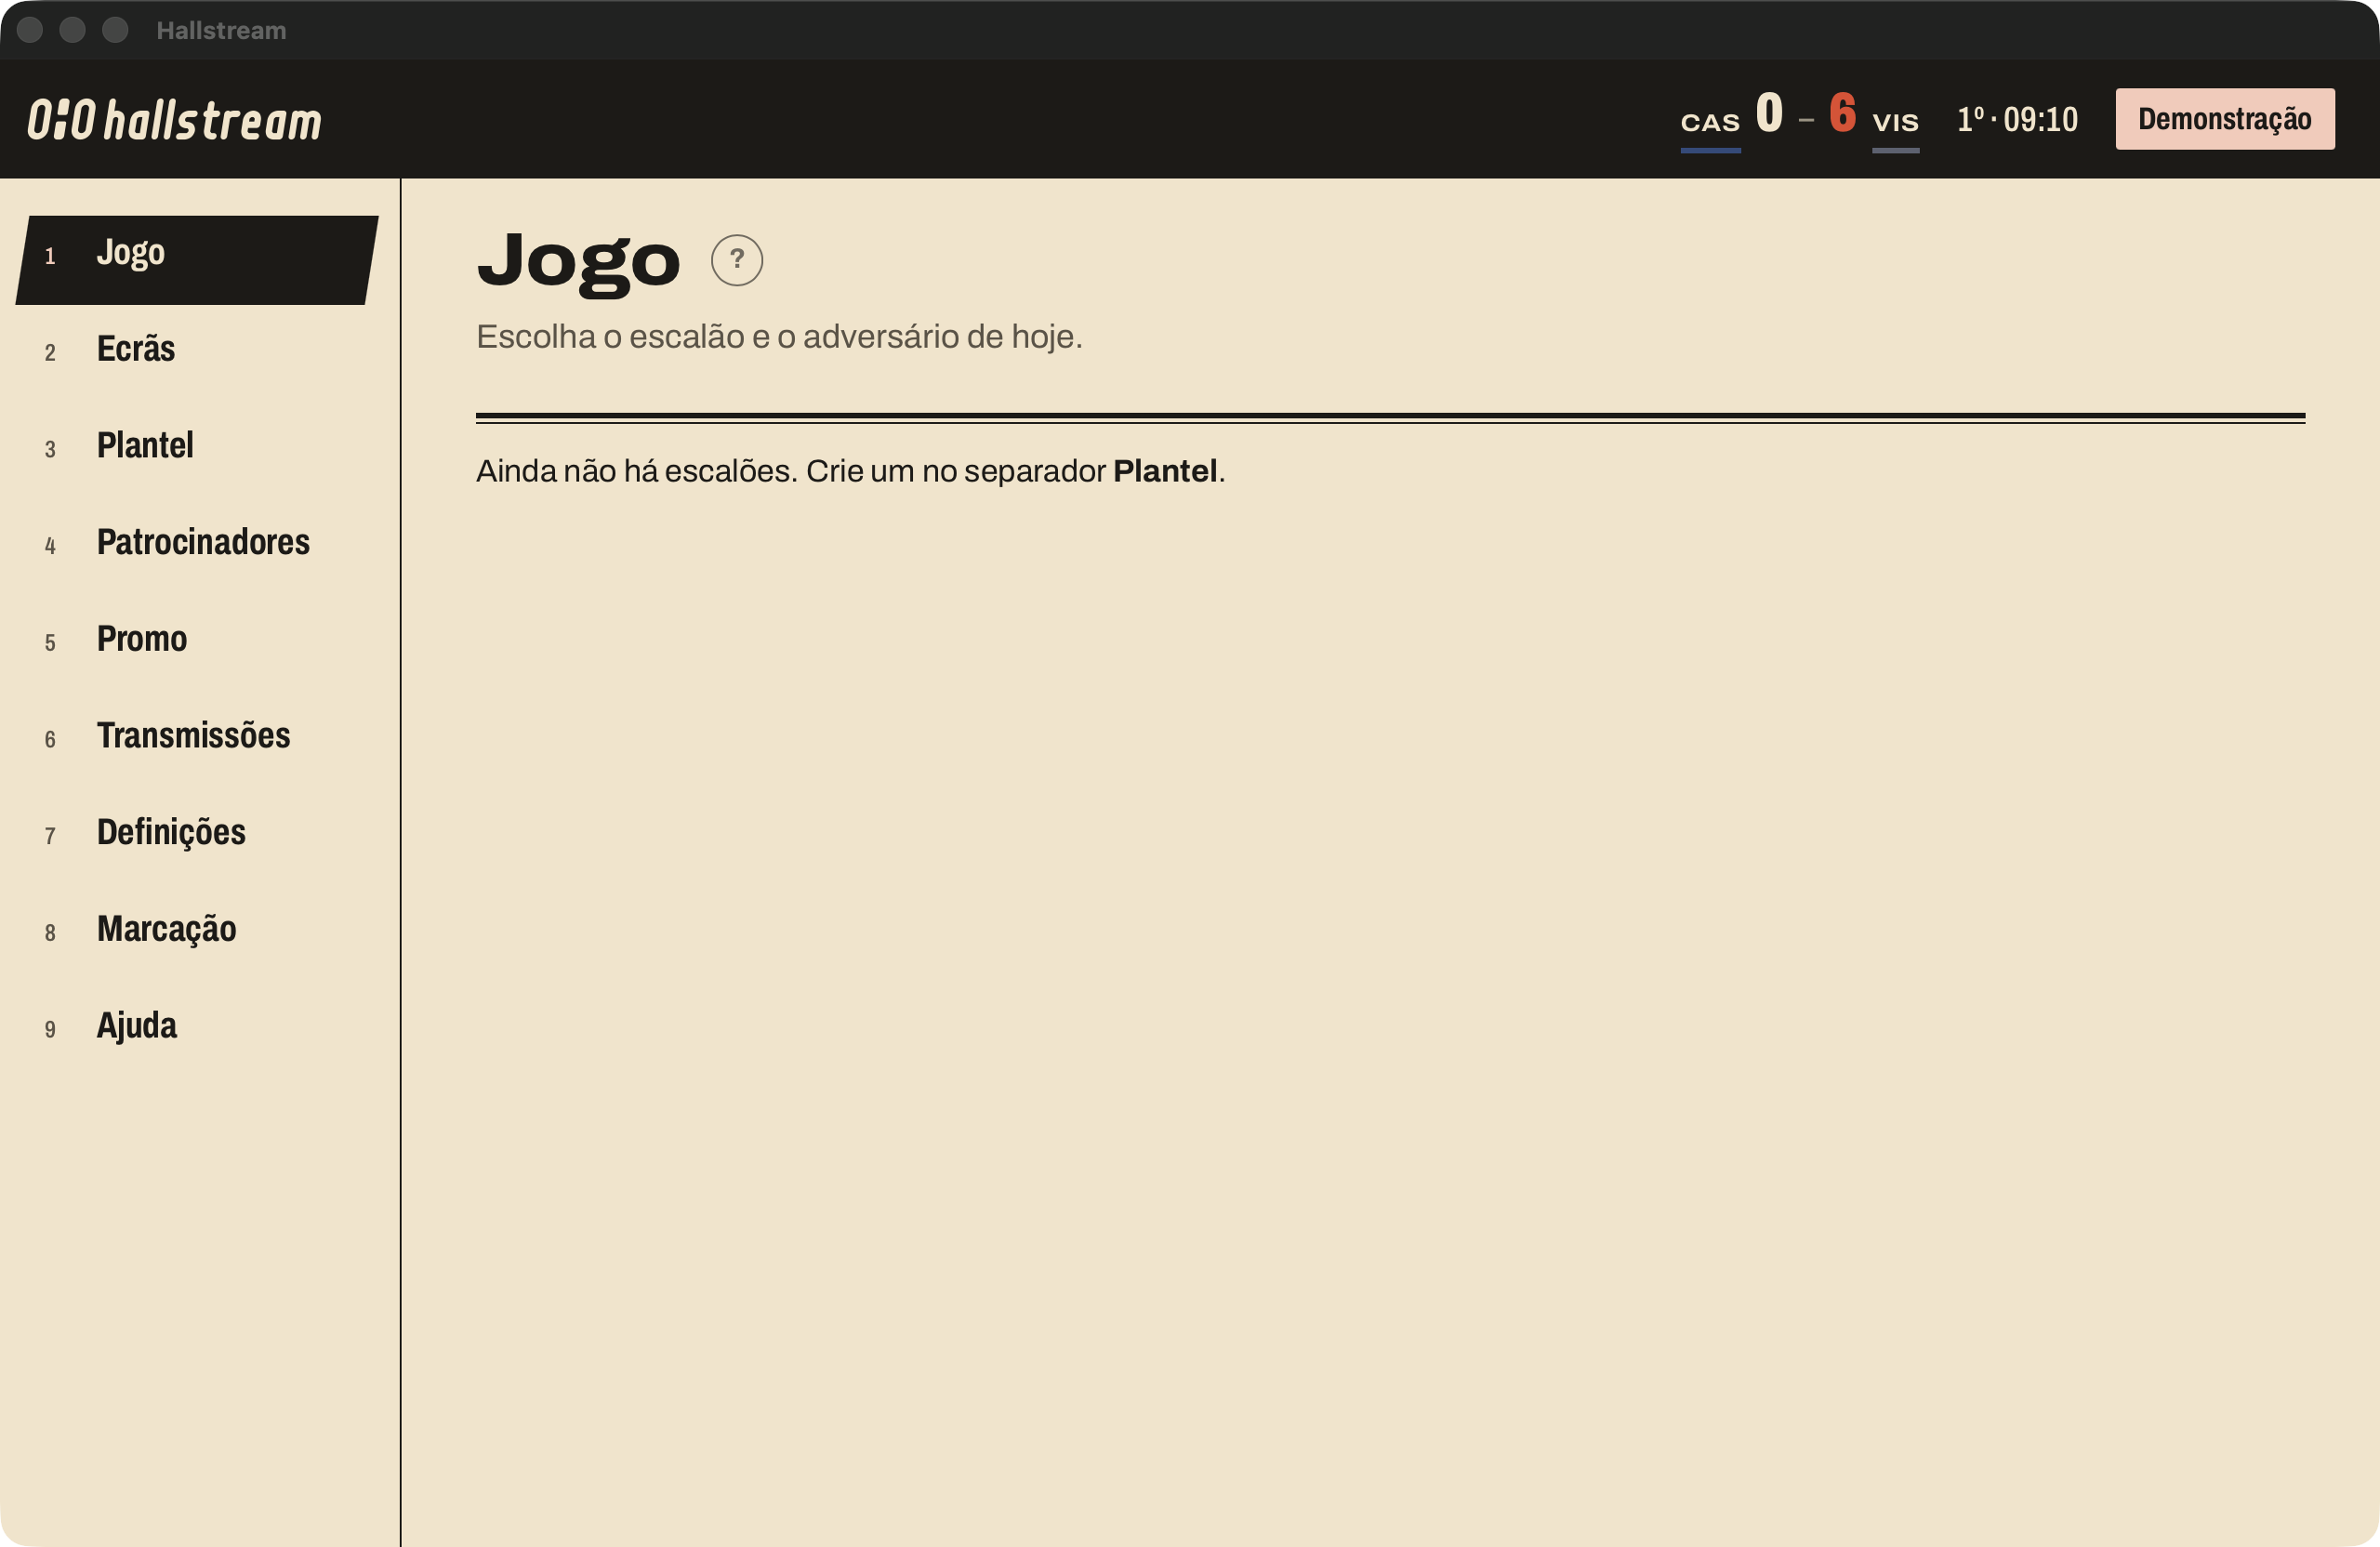 Hallstream
hallstream
CAS 0 – 6 VIS 1º · 09:10 Demonstração
1 Jogo
2 Ecrãs
3 Plantel
4 Patrocinadores
5 Promo
6 Transmissões
7 Definições
8 Marcação
9 Ajuda
Jogo ?
Escolha o escalão e o adversário de hoje.
Ainda não há escalões. Crie um no separador Plantel.